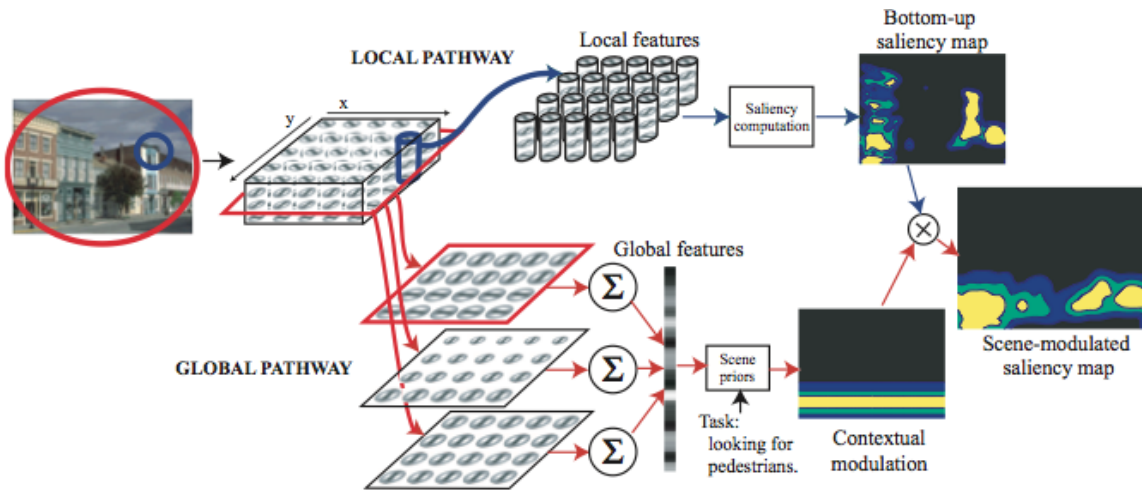 LOCAL PATHWAY
x
y
Local features
Saliency
computation
Bottom-up
saliency map
×
Scene-modulated
saliency map
GLOBAL PATHWAY
Σ
Σ
Σ
Global features
Scene
priors
Task:
looking for
pedestrians.
Contextual
modulation